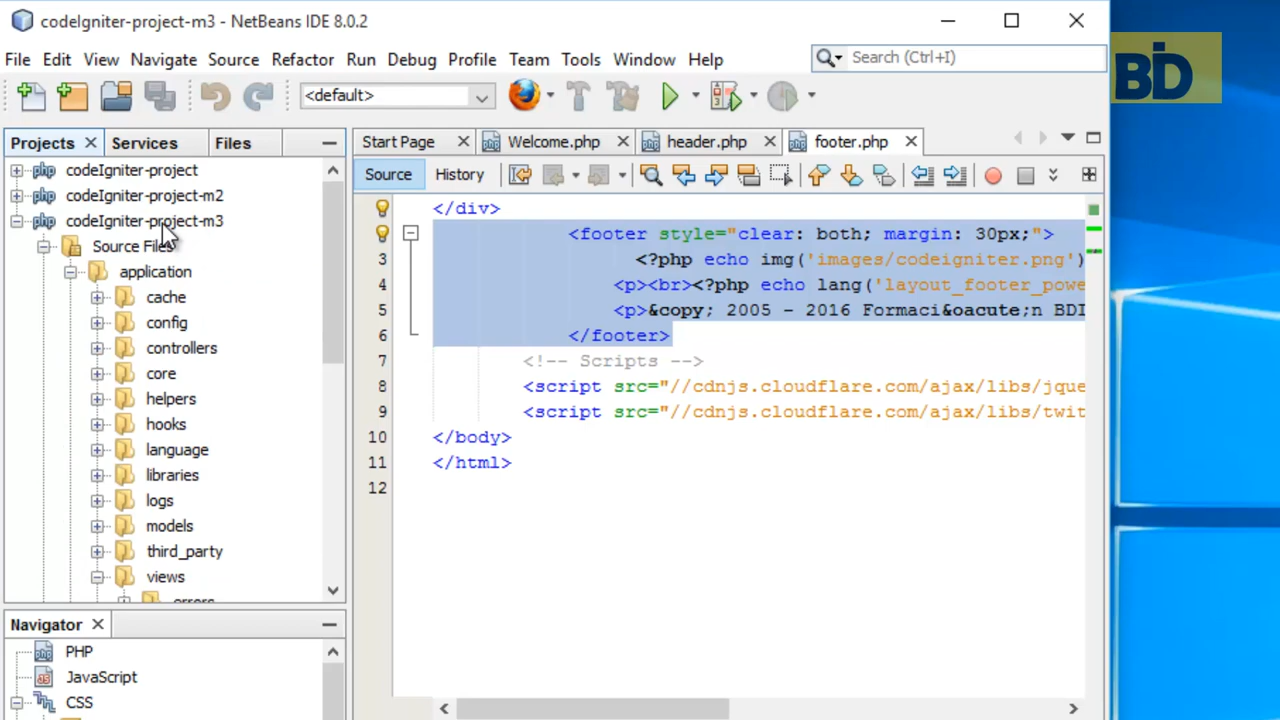 codeIgniter-project-m3 - NetBeans IDE 8.0.2
File Edit View Navigate Source Refactor Run Debug Profile Team Tools Window Help
Search (Ctrl+I)
BD
<default>
Projects Services Files
codeIgniter-project
codeIgniter-project-m2
codeIgniter-project-m3
Source Files
application
cache
config
controllers
core
helpers
hooks
language
libraries
logs
models
third_party
views
errors
Navigator
PHP
JavaScript
CSS
Start Page Welcome.php header.php footer.php
Source History
</div>
<footer style="clear: both; margin: 30px;">
3 <?php echo img('images/codeigniter.png')
4 <p><br><?php echo lang('layout_footer_powe
5 <p>&copy; 2005 - 2016 Formaci&oacute;n BDI
6 </footer>
7 <!-- Scripts -->
8 <script src="//cdnjs.cloudflare.com/ajax/libs/jque
9 <script src="//cdnjs.cloudflare.com/ajax/libs/twit
10 </body>
11 </html>
12